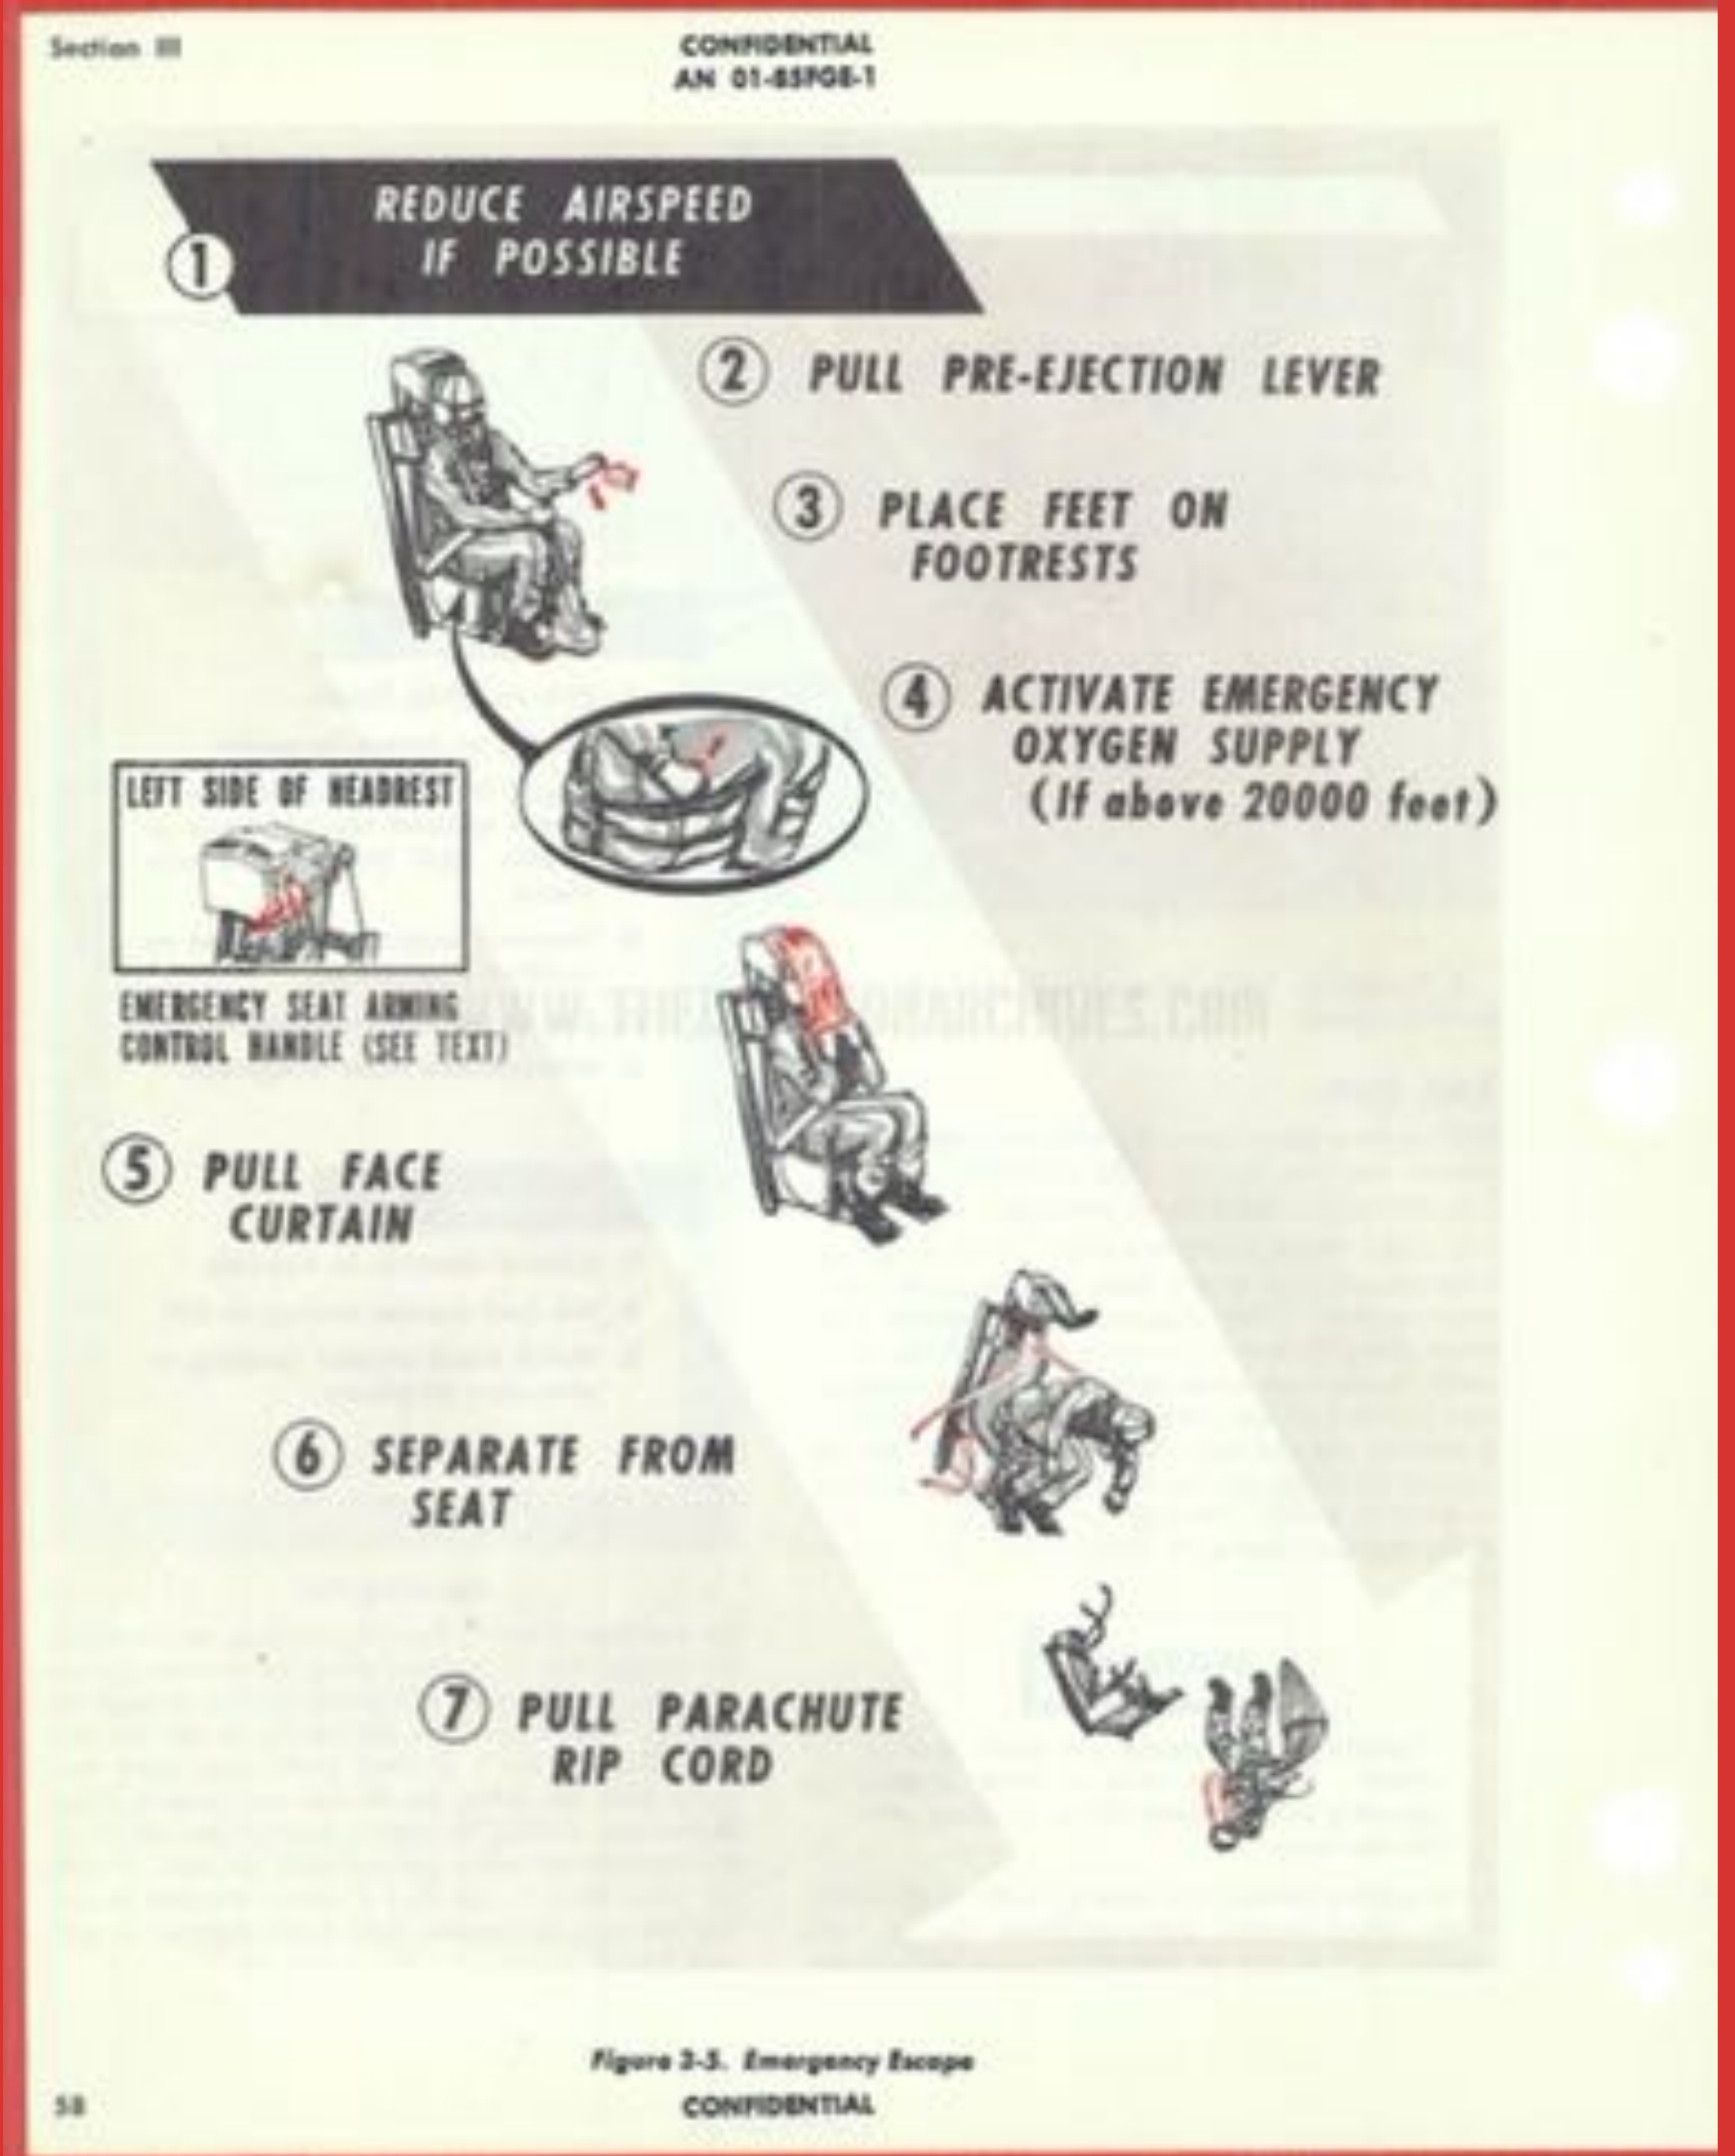 Section III
CONFIDENTIAL
AN 01-85FGE-1
1
REDUCE AIRSPEED
IF POSSIBLE
2 PULL PRE-EJECTION LEVER
3 PLACE FEET ON
FOOTRESTS
4 ACTIVATE EMERGENCY
OXYGEN SUPPLY
(If above 20000 feet)
LEFT SIDE OF HEADREST
EMERGENCY SEAT ARMING
CONTROL HANDLE (SEE TEXT)
5 PULL FACE
CURTAIN
6 SEPARATE FROM
SEAT
7 PULL PARACHUTE
RIP CORD
Figure 3-5. Emergency Escape
58
CONFIDENTIAL